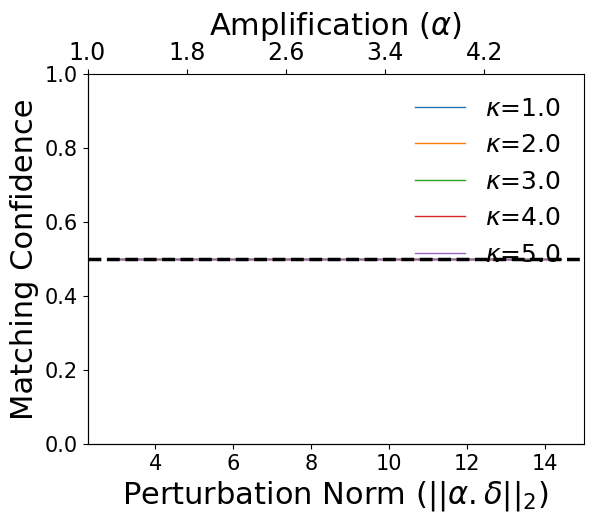 Amplification (α)
1.0 1.8 2.6 3.4 4.2
1.0
0.8
0.6
0.4
0.2
0.0
Matching Confidence
κ=1.0
κ=2.0
κ=3.0
κ=4.0
κ=5.0
4 6 8 10 12 14
Perturbation Norm (||α.δ||₂)